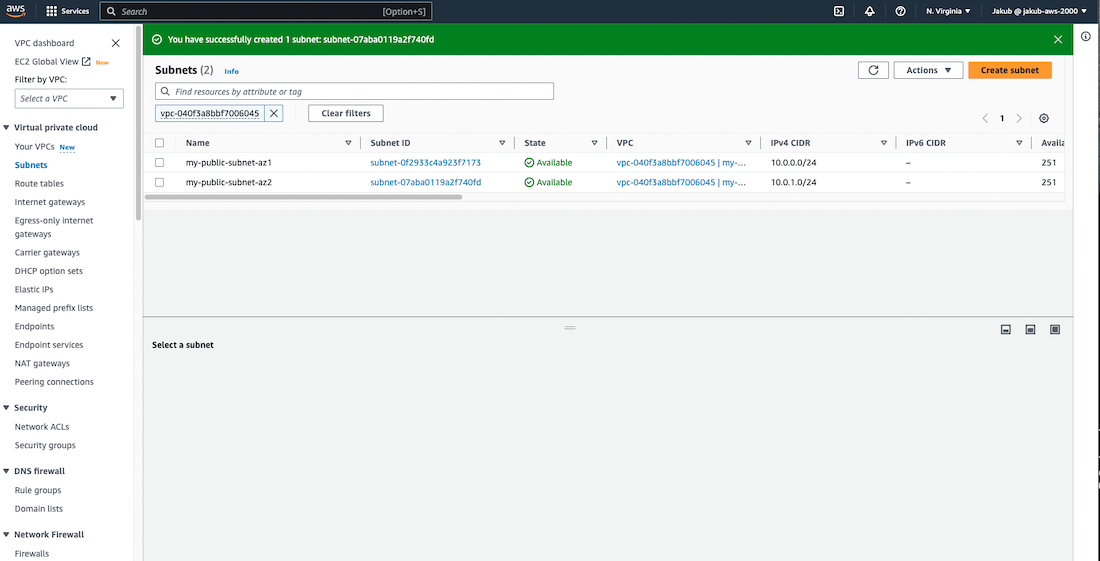 aws Services Search [Option+S] N. Virginia Jakub @ jakub-aws-2000
VPC dashboard
EC2 Global View New
Filter by VPC:
Select a VPC
Virtual private cloud
Your VPCs New
Subnets
Route tables
Internet gateways
Egress-only internet
gateways
Carrier gateways
DHCP option sets
Elastic IPs
Managed prefix lists
Endpoints
Endpoint services
NAT gateways
Peering connections
Security
Network ACLs
Security groups
DNS firewall
Rule groups
Domain lists
Network Firewall
Firewalls
You have successfully created 1 subnet: subnet-07aba0119a2f740fd
Subnets (2) Info
Actions Create subnet
Find resources by attribute or tag
vpc-040f3a8bbf7006045 Clear filters
1
Name Subnet ID State VPC IPv4 CIDR IPv6 CIDR Availa
my-public-subnet-az1 subnet-0f2933c4a923f7173 Available vpc-040f3a8bbf7006045 | my-... 10.0.0.0/24 – 251
my-public-subnet-az2 subnet-07aba0119a2f740fd Available vpc-040f3a8bbf7006045 | my-... 10.0.1.0/24 – 251
Select a subnet